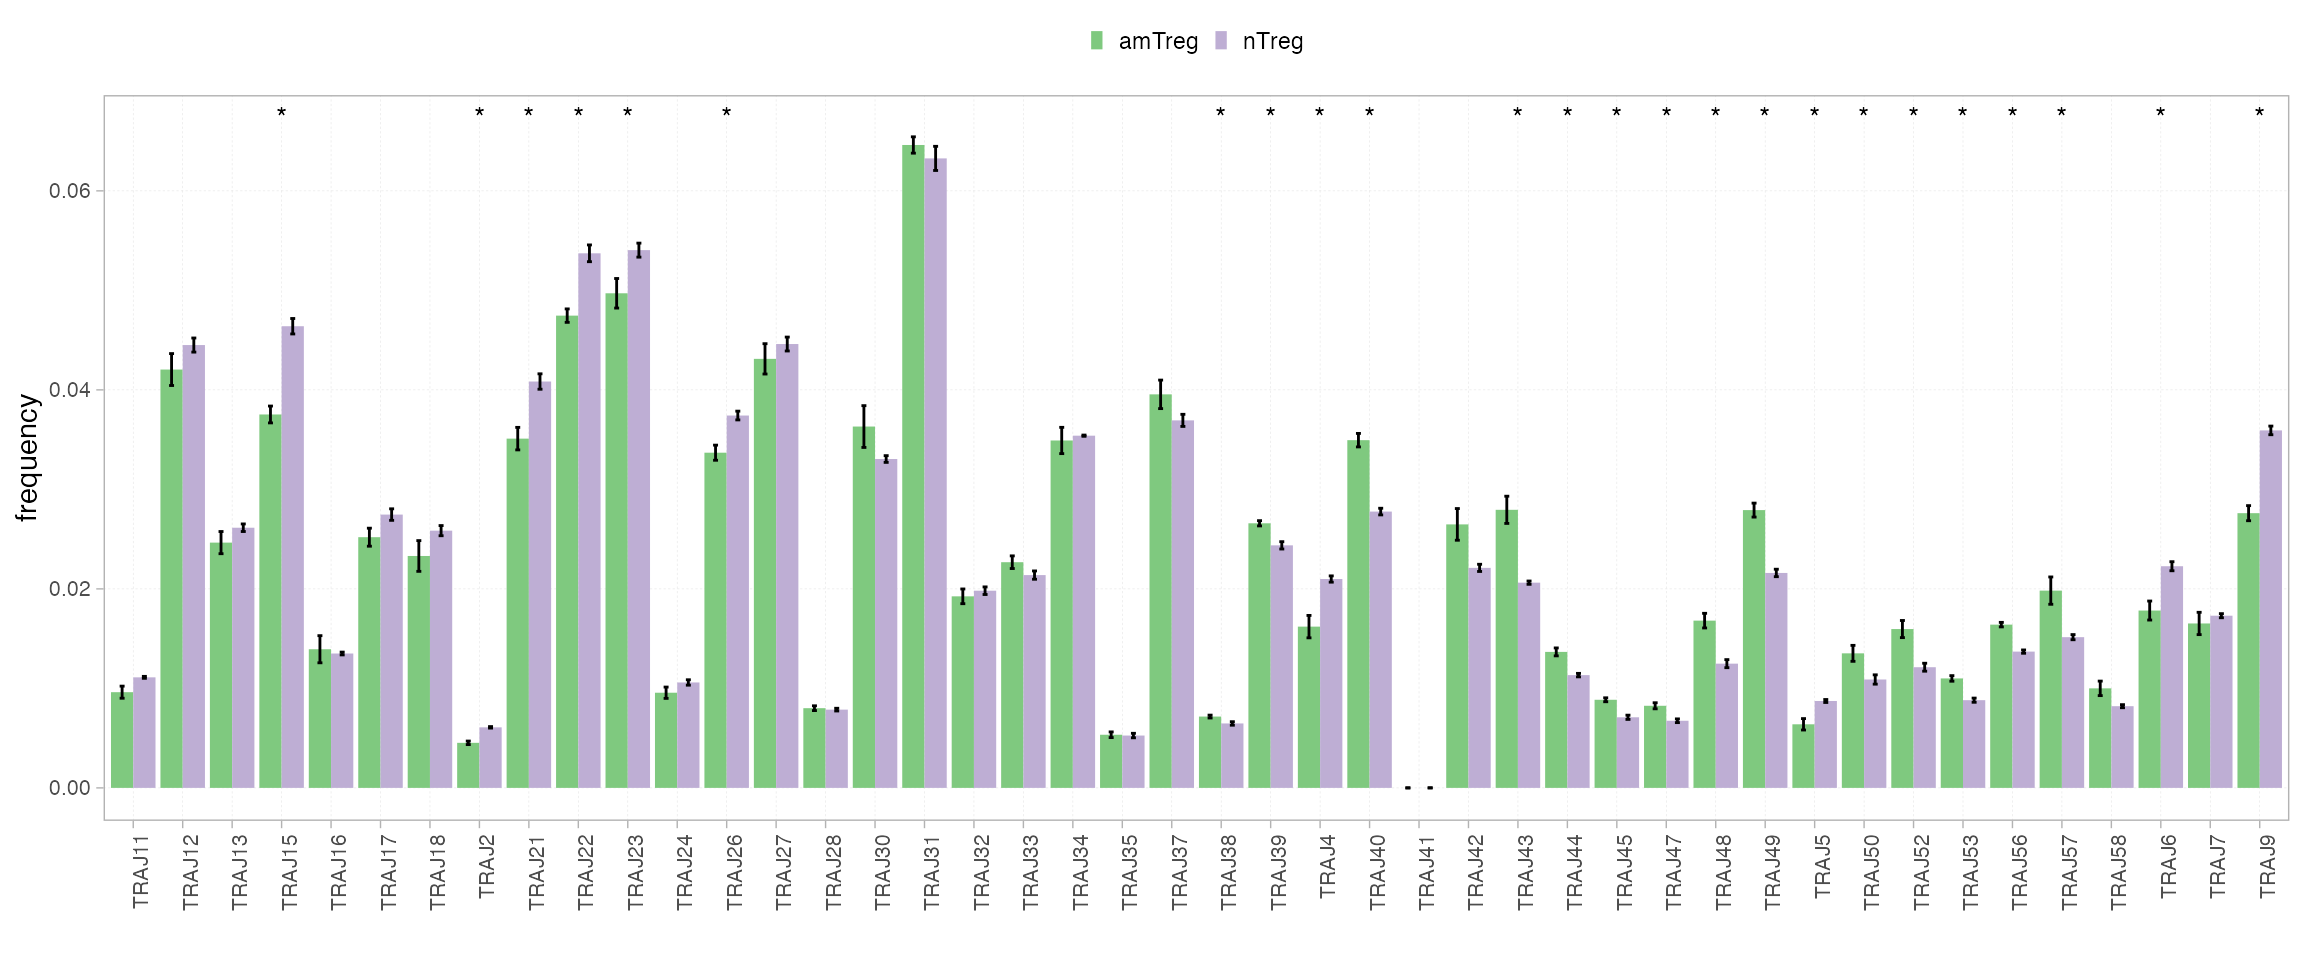 amTreg nTreg
* * * * * * * * * * * * * * * * * * * * * * * *
0.06
0.04
0.02
0.00
frequency
TRAJ11 TRAJ12 TRAJ13 TRAJ15 TRAJ16 TRAJ17 TRAJ18 TRAJ2 TRAJ21 TRAJ22 TRAJ23 TRAJ24 TRAJ26 TRAJ27 TRAJ28 TRAJ30 TRAJ31 TRAJ32 TRAJ33 TRAJ34 TRAJ35 TRAJ37 TRAJ38 TRAJ39 TRAJ4 TRAJ40 TRAJ41 TRAJ42 TRAJ43 TRAJ44 TRAJ45 TRAJ47 TRAJ48 TRAJ49 TRAJ5 TRAJ50 TRAJ52 TRAJ53 TRAJ56 TRAJ57 TRAJ58 TRAJ6 TRAJ7 TRAJ9